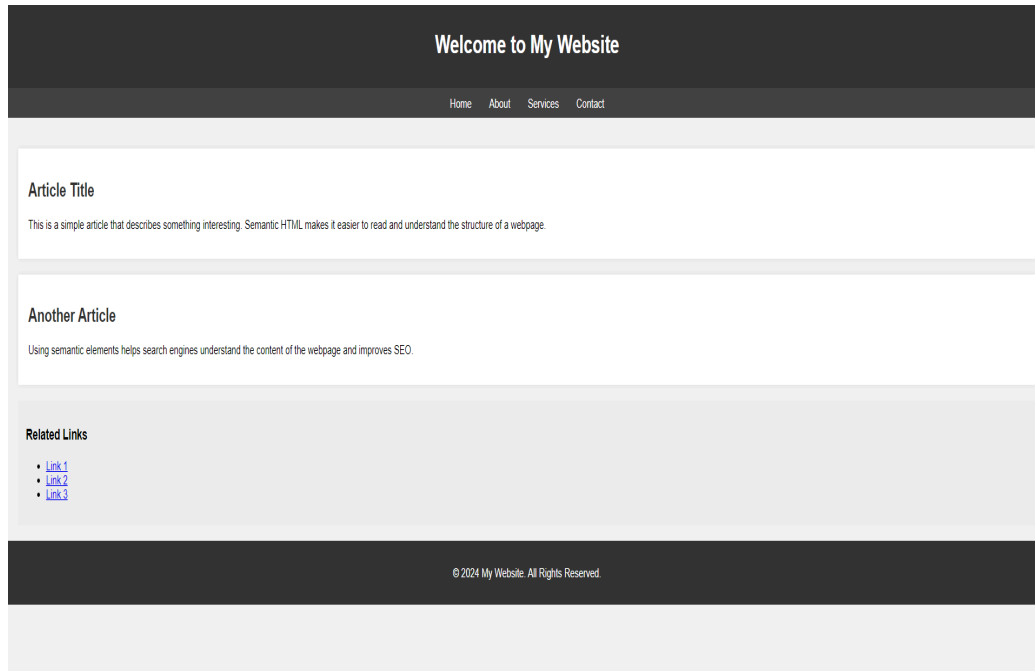 Welcome to My Website
Home About Services Contact
Article Title
This is a simple article that describes something interesting. Semantic HTML makes it easier to read and understand the structure of a webpage.
Another Article
Using semantic elements helps search engines understand the content of the webpage and improves SEO.
Related Links
Link 1
Link 2
Link 3
© 2024 My Website. All Rights Reserved.